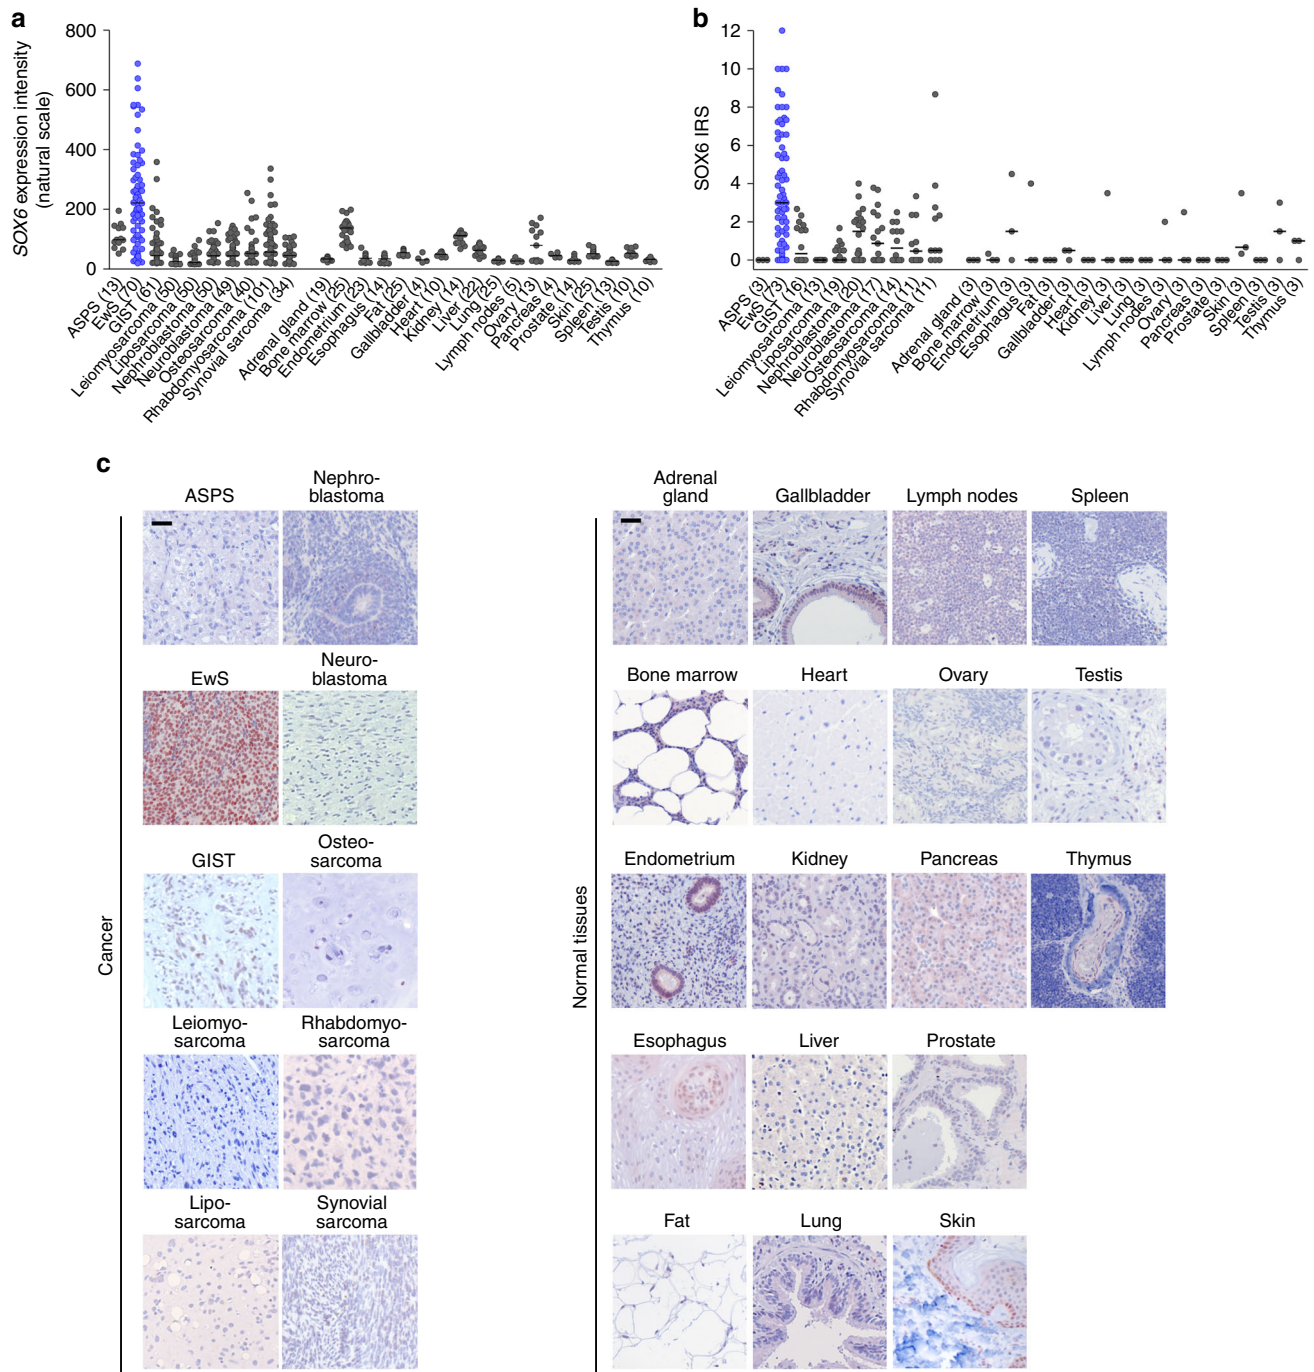 a
SOX6 expression intensity
(natural scale)
800
600
400
200
0
ASPS (13)
EwS (70)
GIST (61)
Leiomyosarcoma (50)
Liposarcoma (50)
Nephroblastoma (50)
Neuroblastoma (49)
Osteosarcoma (40)
Rhabdomyosarcoma (101)
Synovial sarcoma (34)
Adrenal gland (19)
Bone marrow (25)
Endometrium (23)
Esophagus (14)
Fat (25)
Gallbladder (4)
Heart (10)
Kidney (14)
Liver (22)
Lung (25)
Lymph nodes (5)
Ovary (13)
Pancreas (4)
Prostate (14)
Skin (25)
Spleen (13)
Testis (10)
Thymus (10)
b
SOX6 IRS
12
10
8
6
4
2
0
ASPS (3)
EwS (73)
GIST (16)
Leiomyosarcoma (13)
Liposarcoma (19)
Nephroblastoma (20)
Neuroblastoma (17)
Osteosarcoma (14)
Rhabdomyosarcoma (11)
Synovial sarcoma (11)
Adrenal gland (3)
Bone marrow (3)
Endometrium (3)
Esophagus (3)
Fat (3)
Gallbladder (3)
Heart (3)
Kidney (3)
Liver (3)
Lung (3)
Lymph nodes (3)
Ovary (3)
Pancreas (3)
Prostate (3)
Skin (3)
Spleen (3)
Testis (3)
Thymus (3)
c
Cancer
ASPS
Nephro-
blastoma
EwS
Neuro-
blastoma
GIST
Osteo-
sarcoma
Leiomyo-
sarcoma
Rhabdomyo-
sarcoma
Lipo-
sarcoma
Synovial
sarcoma
Normal tissues
Adrenal
gland
Gallbladder
Lymph nodes
Spleen
Bone marrow
Heart
Ovary
Testis
Endometrium
Kidney
Pancreas
Thymus
Esophagus
Liver
Prostate
Fat
Lung
Skin